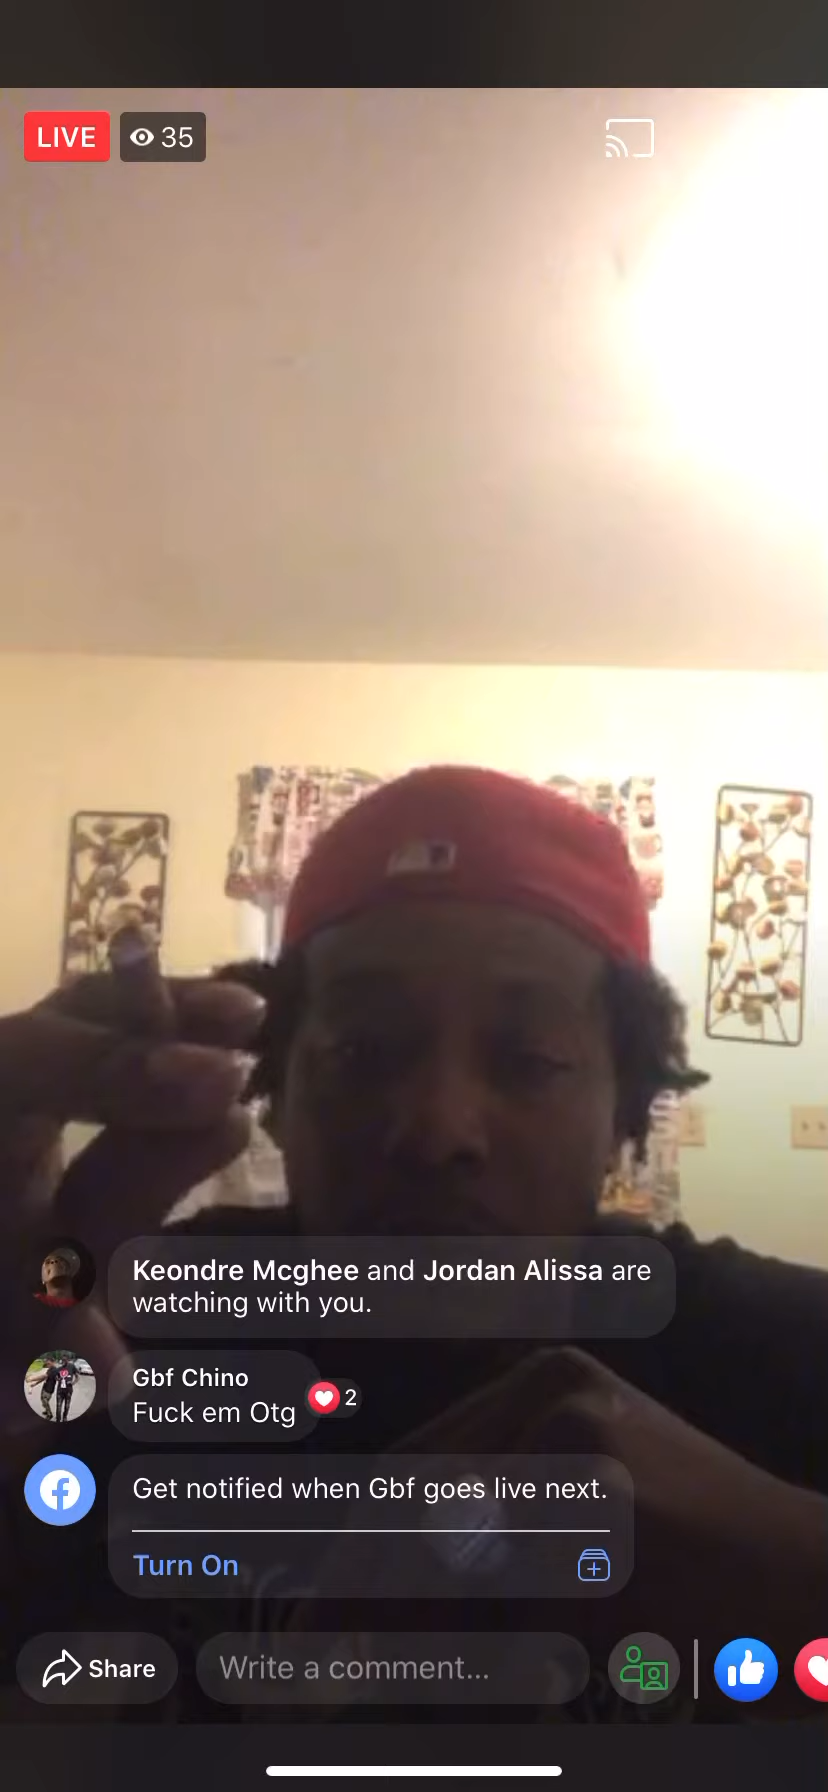 LIVE 35
Keondre Mcghee and Jordan Alissa are
watching with you.
Gbf Chino
Fuck em Otg 2
Get notified when Gbf goes live next.
Turn On
Share Write a comment...